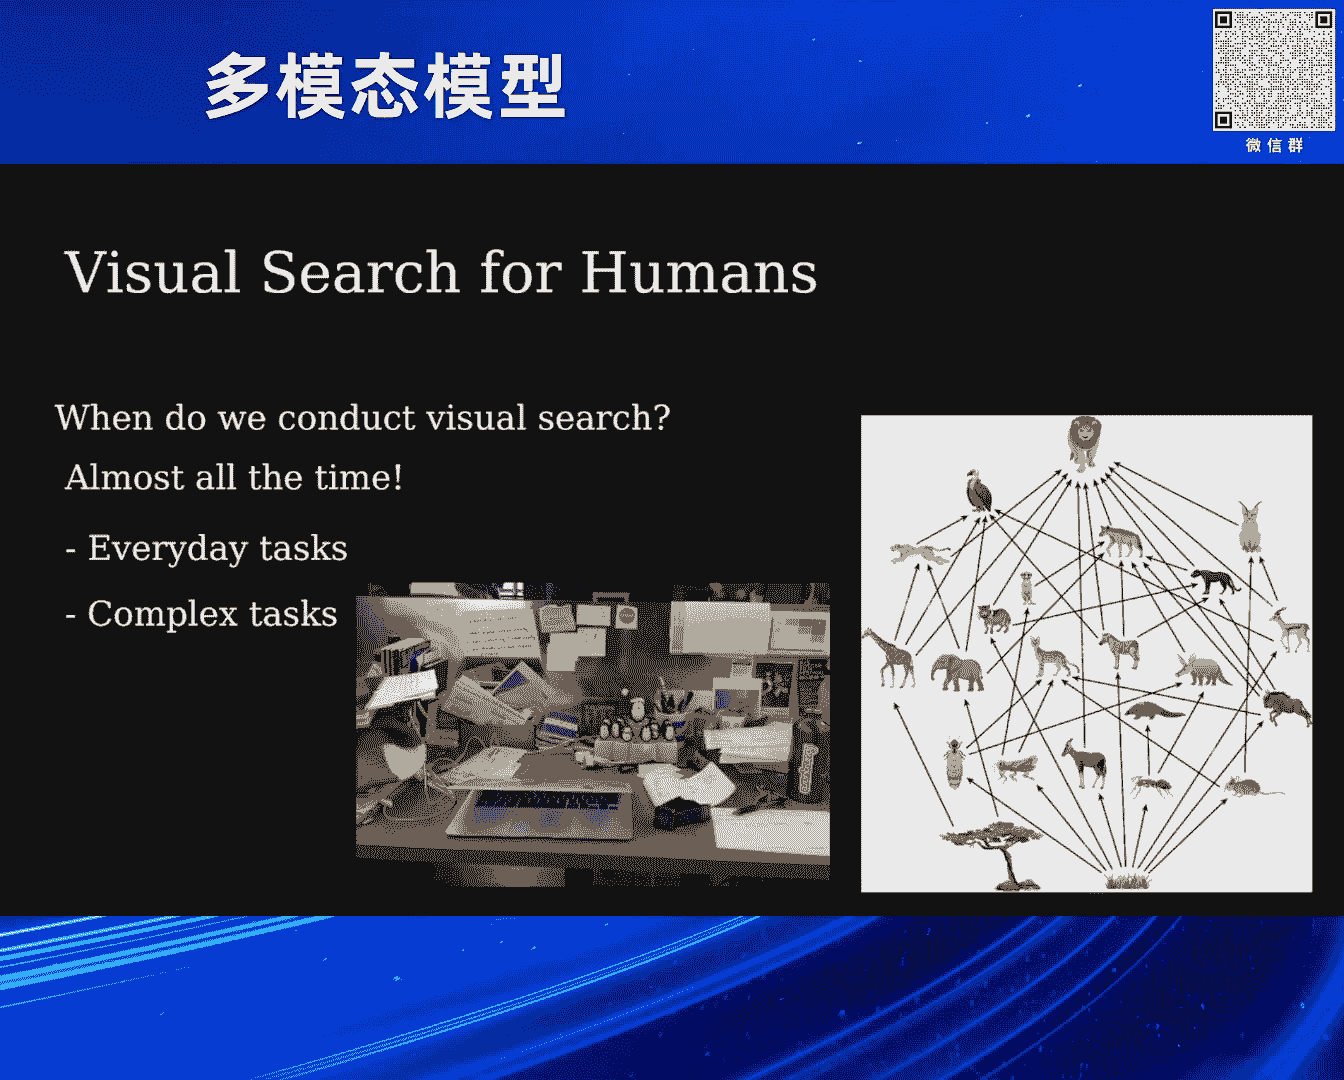 多模态模型
微信群
Visual Search for Humans
When do we conduct visual search?
Almost all the time!
- Everyday tasks
- Complex tasks